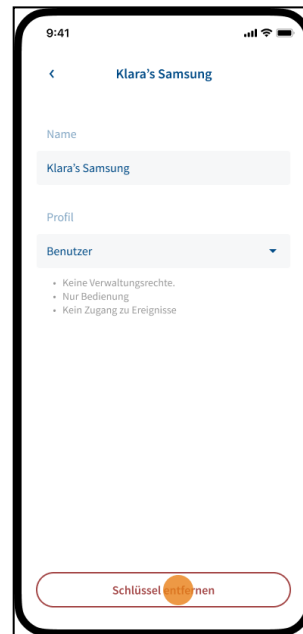 9:41
Klara’s Samsung
Name
Klara’s Samsung
Profil
Benutzer
• Keine Verwaltungsrechte.
• Nur Bedienung
• Kein Zugang zu Ereignisse
Schlüssel entfernen